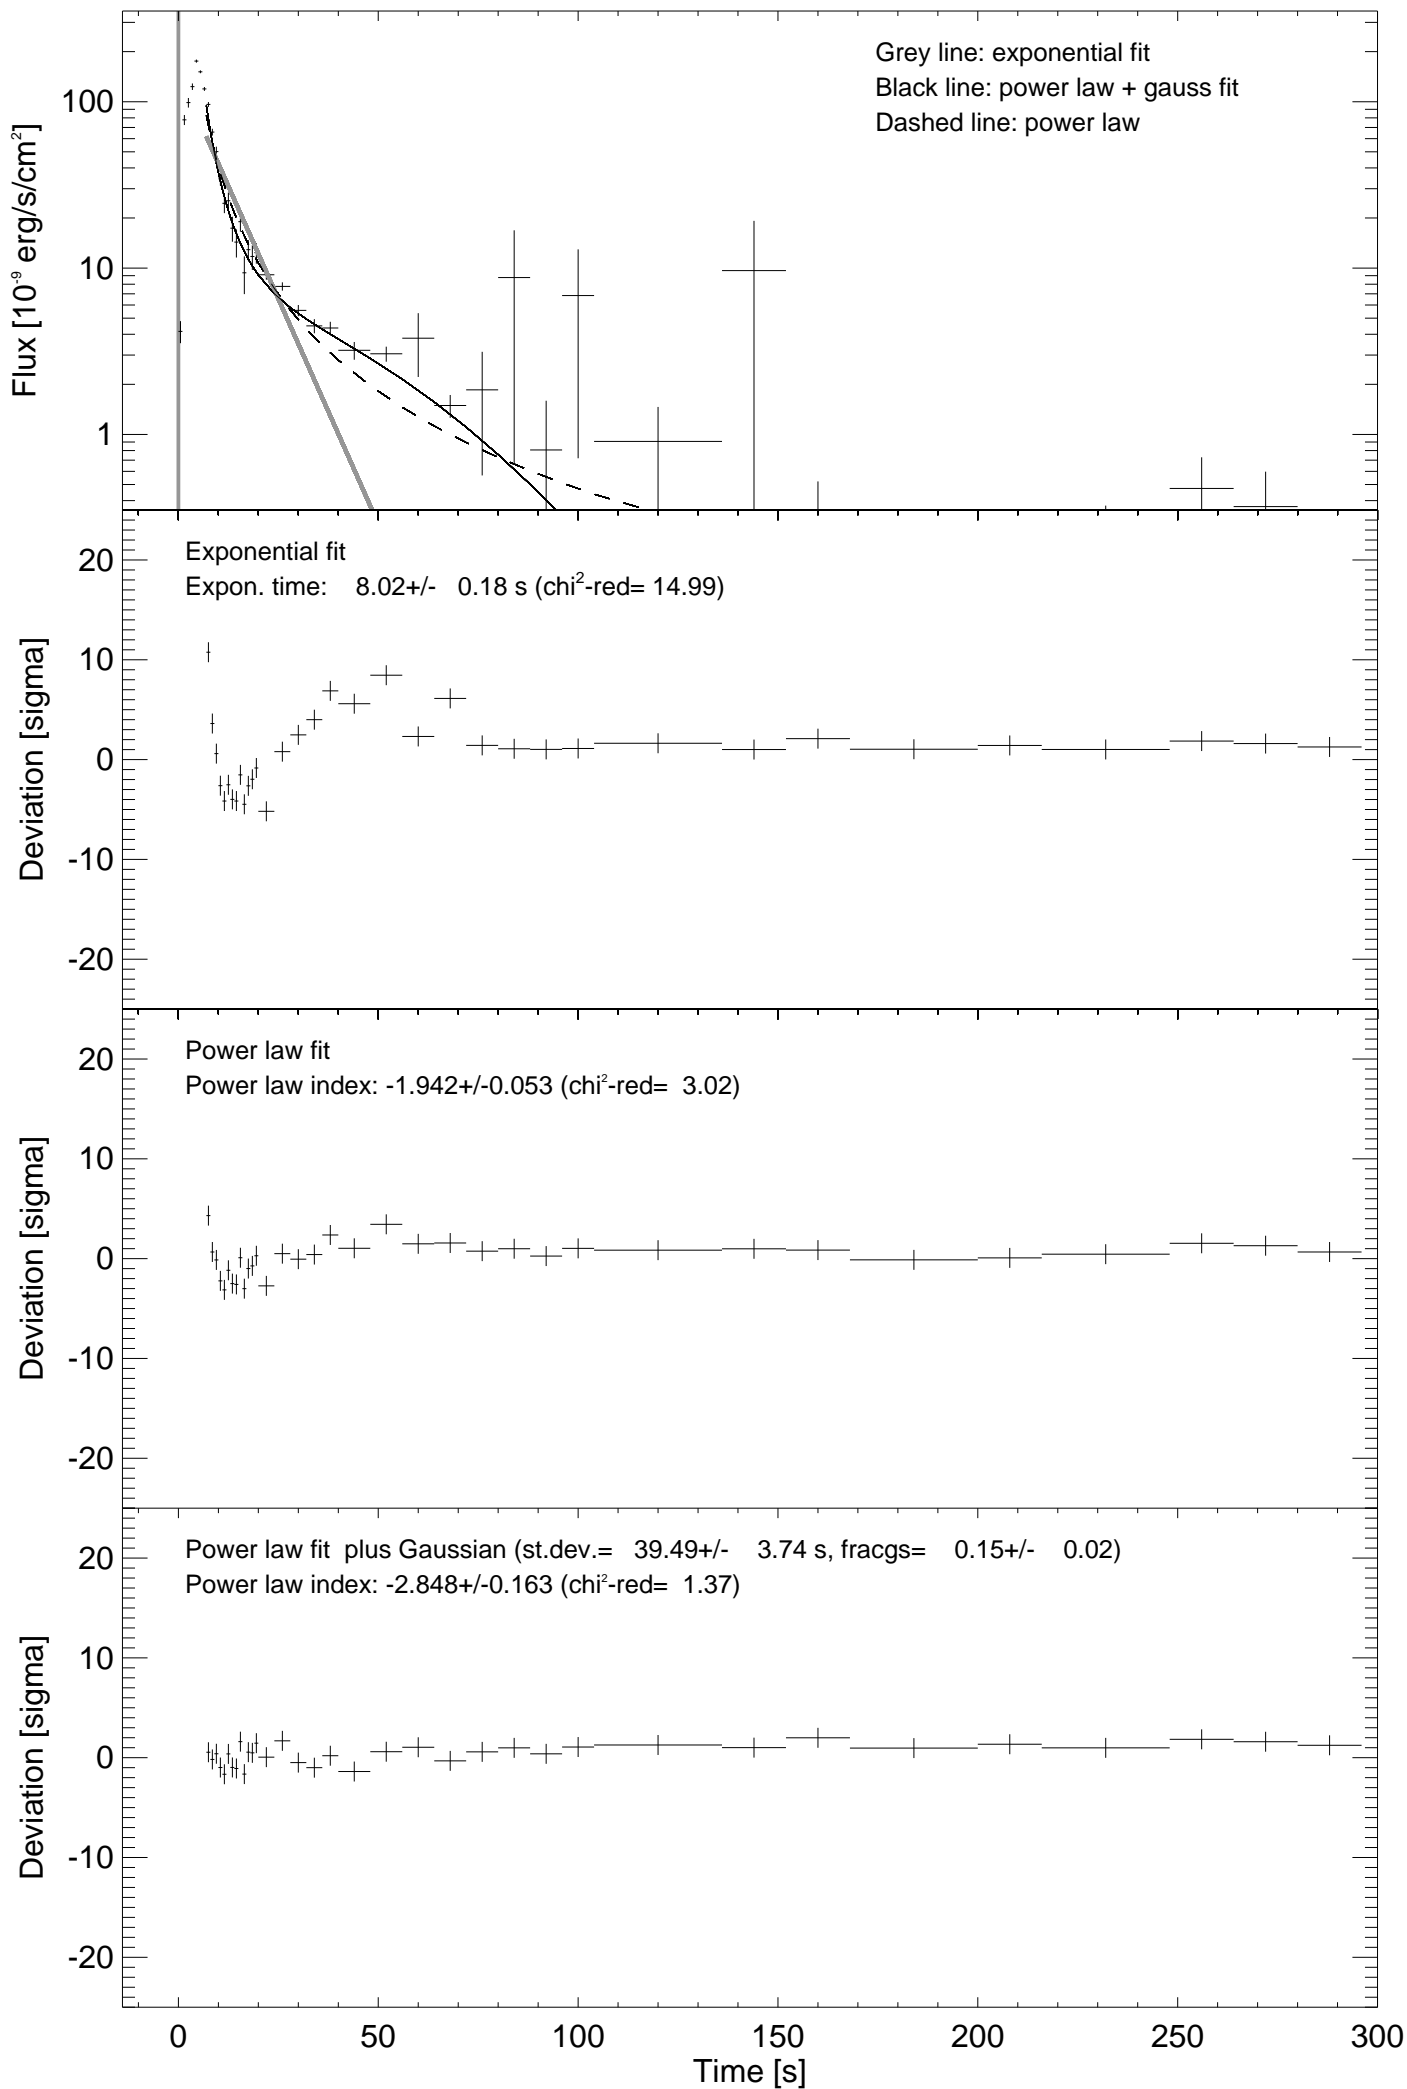 Grey line: exponential fit
Black line: power law + gauss fit
Dashed line: power law
100
10
1
Flux [10⁻⁹ erg/s/cm²]
Exponential fit
Expon. time: 8.02+/- 0.18 s (chi²-red= 14.99)
20
10
0
-10
-20
Deviation [sigma]
Power law fit
Power law index: -1.942+/-0.053 (chi²-red= 3.02)
20
10
0
-10
-20
Deviation [sigma]
Power law fit plus Gaussian (st.dev.= 39.49+/- 3.74 s, fracgs= 0.15+/- 0.02)
Power law index: -2.848+/-0.163 (chi²-red= 1.37)
20
10
0
-10
-20
Deviation [sigma]
0 50 100 150 200 250 300
Time [s]